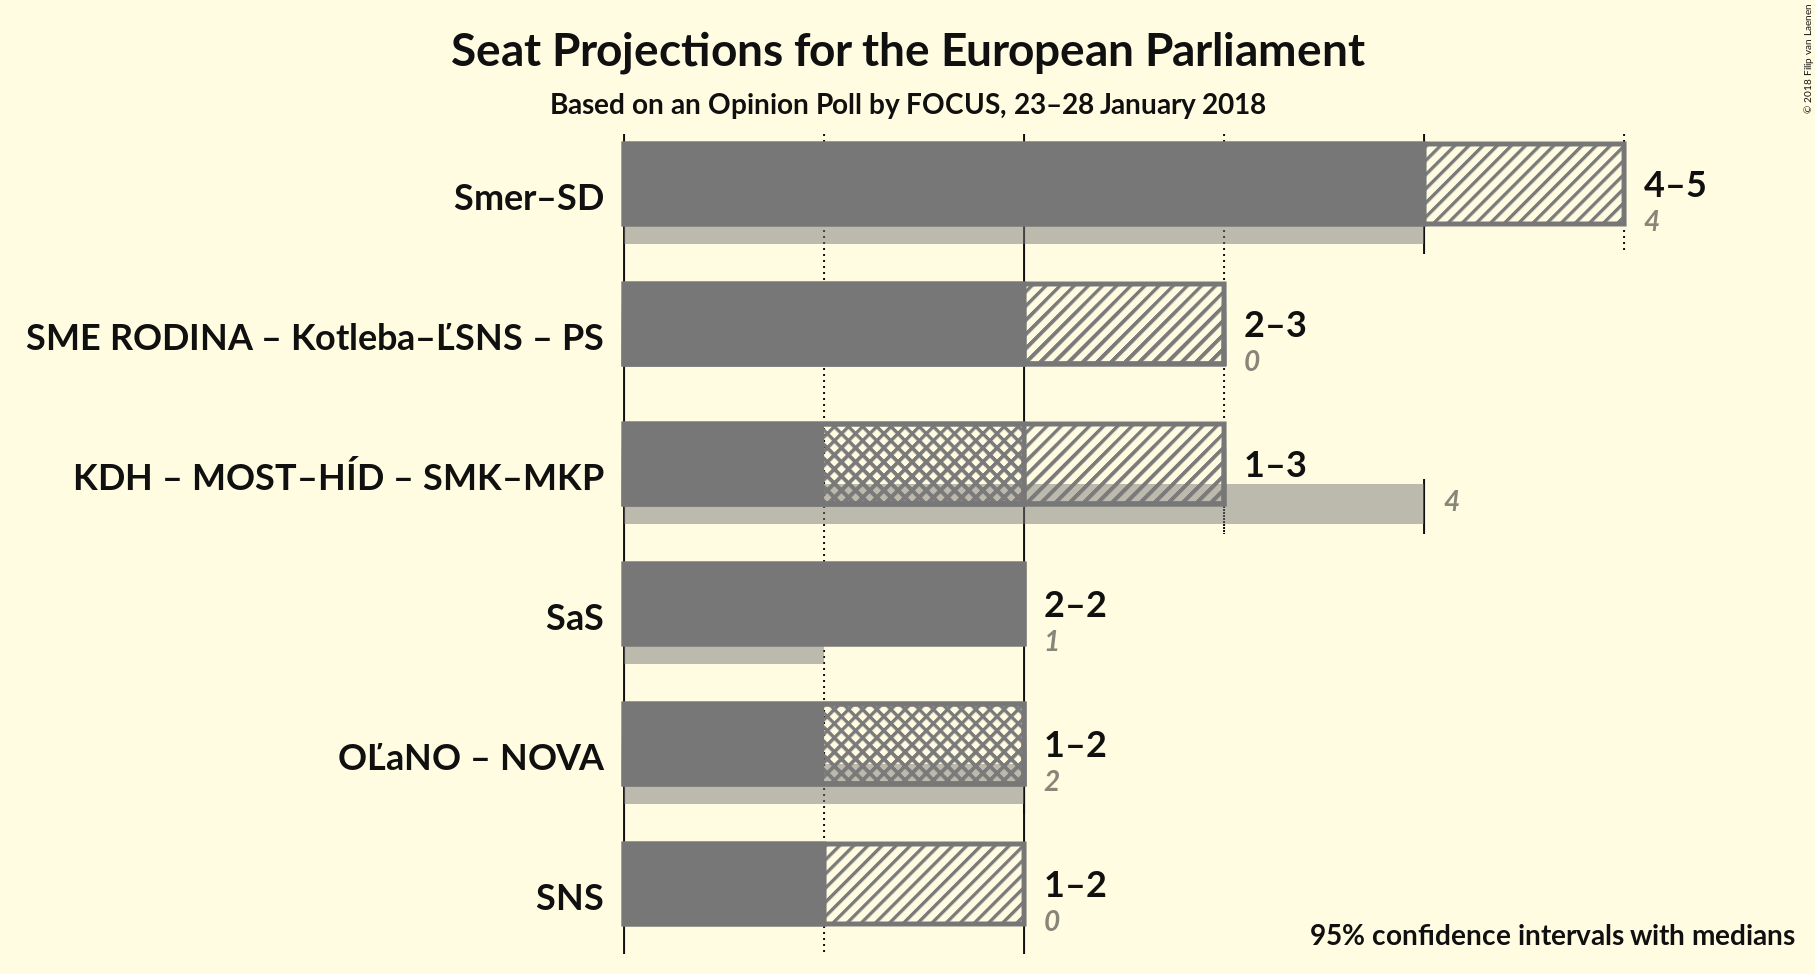 Seat Projections for the European Parliament
Based on an Opinion Poll by FOCUS, 23–28 January 2018
© 2018 Filip van Laenen
Smer–SD
4–5
4
SME RODINA – Kotleba–ĽSNS – PS
2–3
0
KDH – MOST–HÍD – SMK–MKP
1–3
4
SaS
2–2
1
OĽaNO – NOVA
1–2
2
SNS
1–2
0
95% confidence intervals with medians